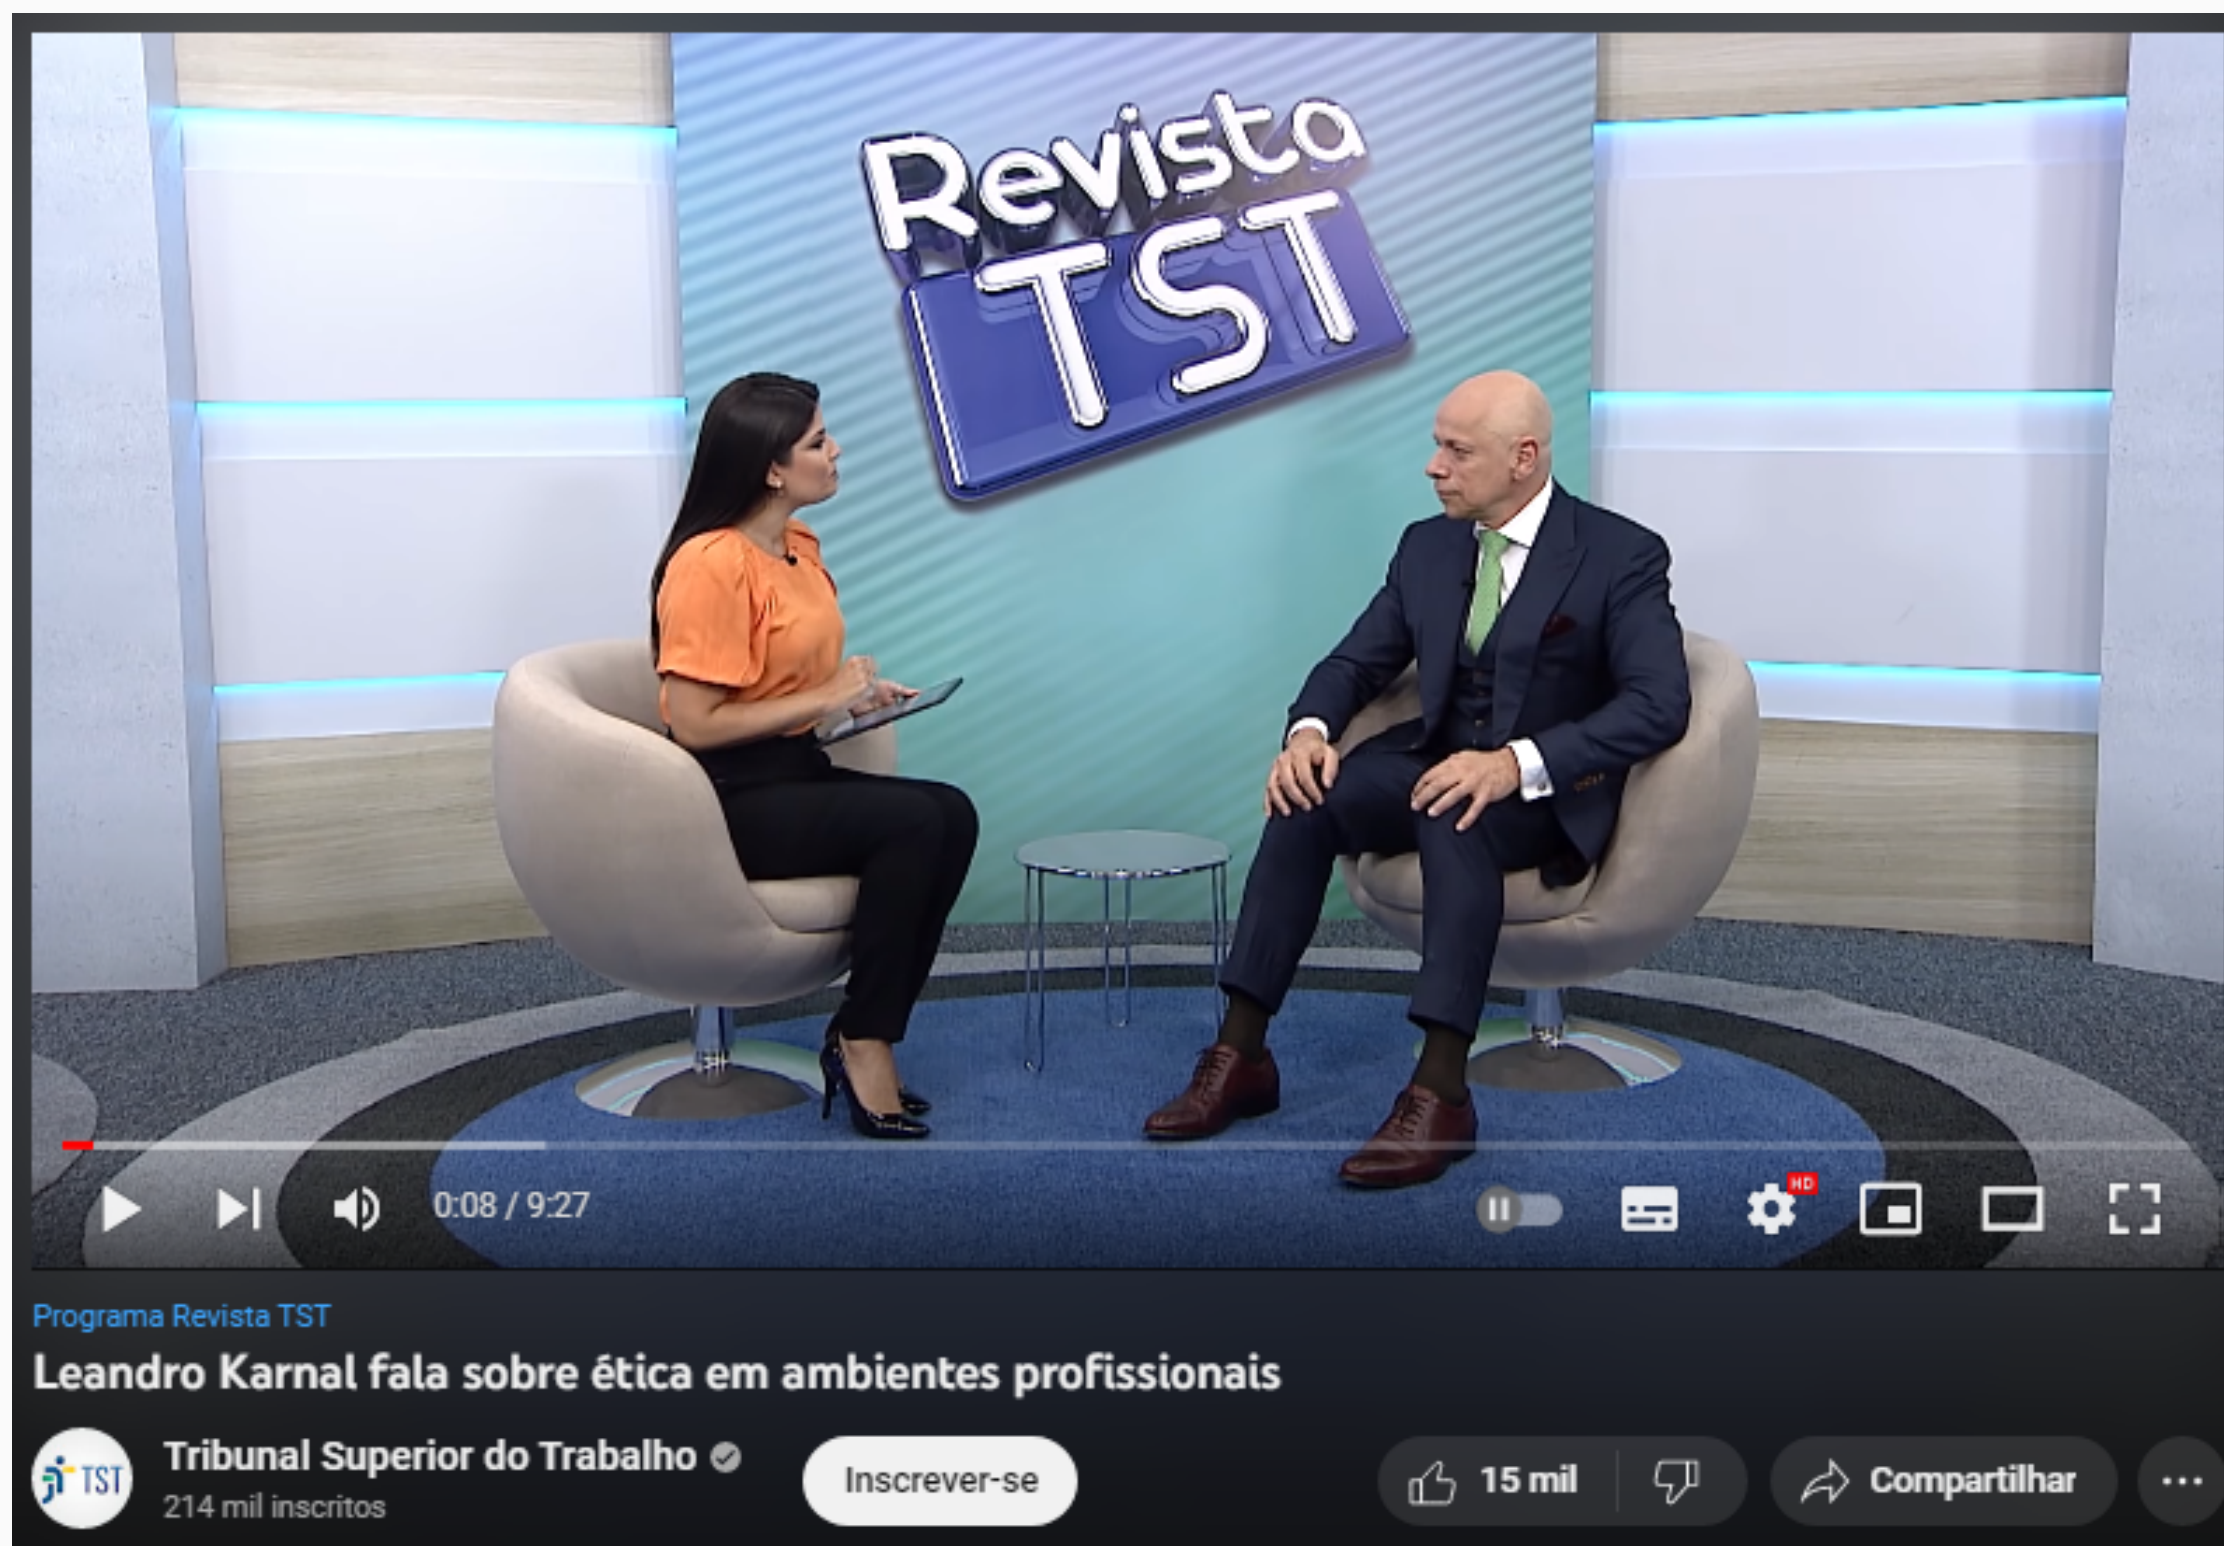 Revista
TST
HD
0:08 / 9:27
Programa Revista TST
Leandro Karnal fala sobre ética em ambientes profissionais
TST
Tribunal Superior do Trabalho
214 mil inscritos
Inscrever-se
15 mil
Compartilhar